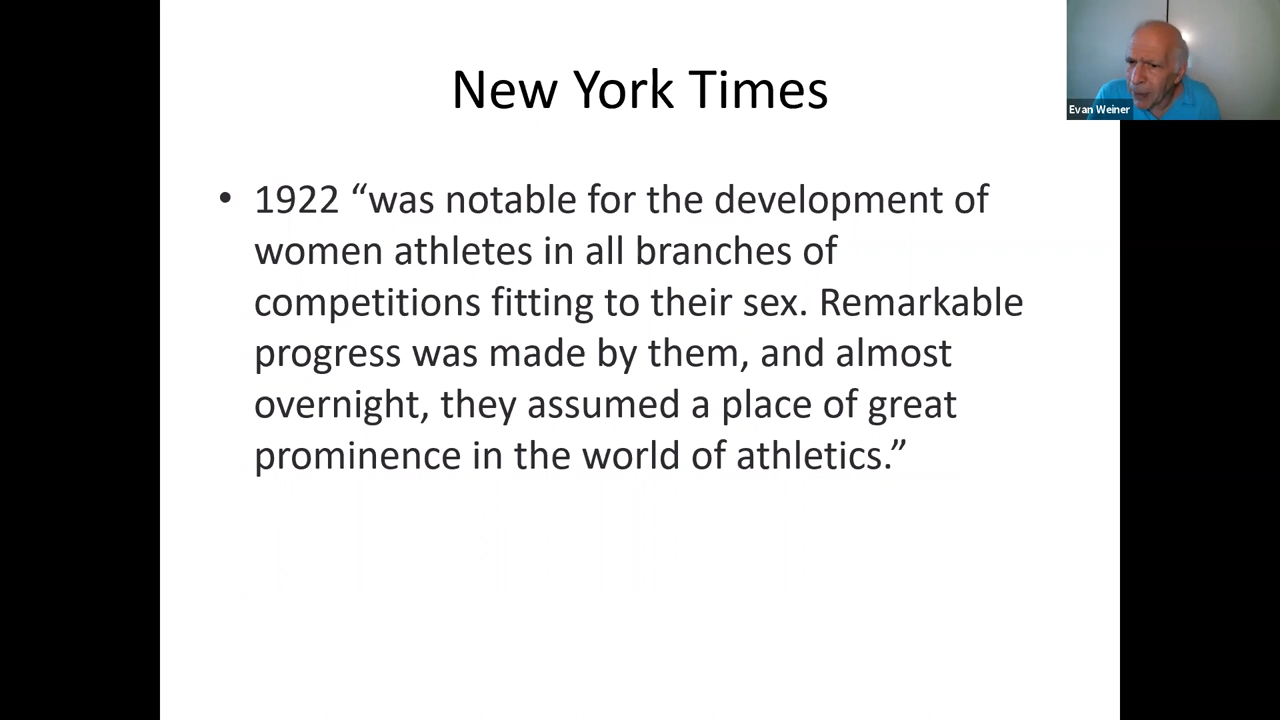 New York Times
Evan Weiner
• 1922 “was notable for the development of
women athletes in all branches of
competitions fitting to their sex. Remarkable
progress was made by them, and almost
overnight, they assumed a place of great
prominence in the world of athletics.”